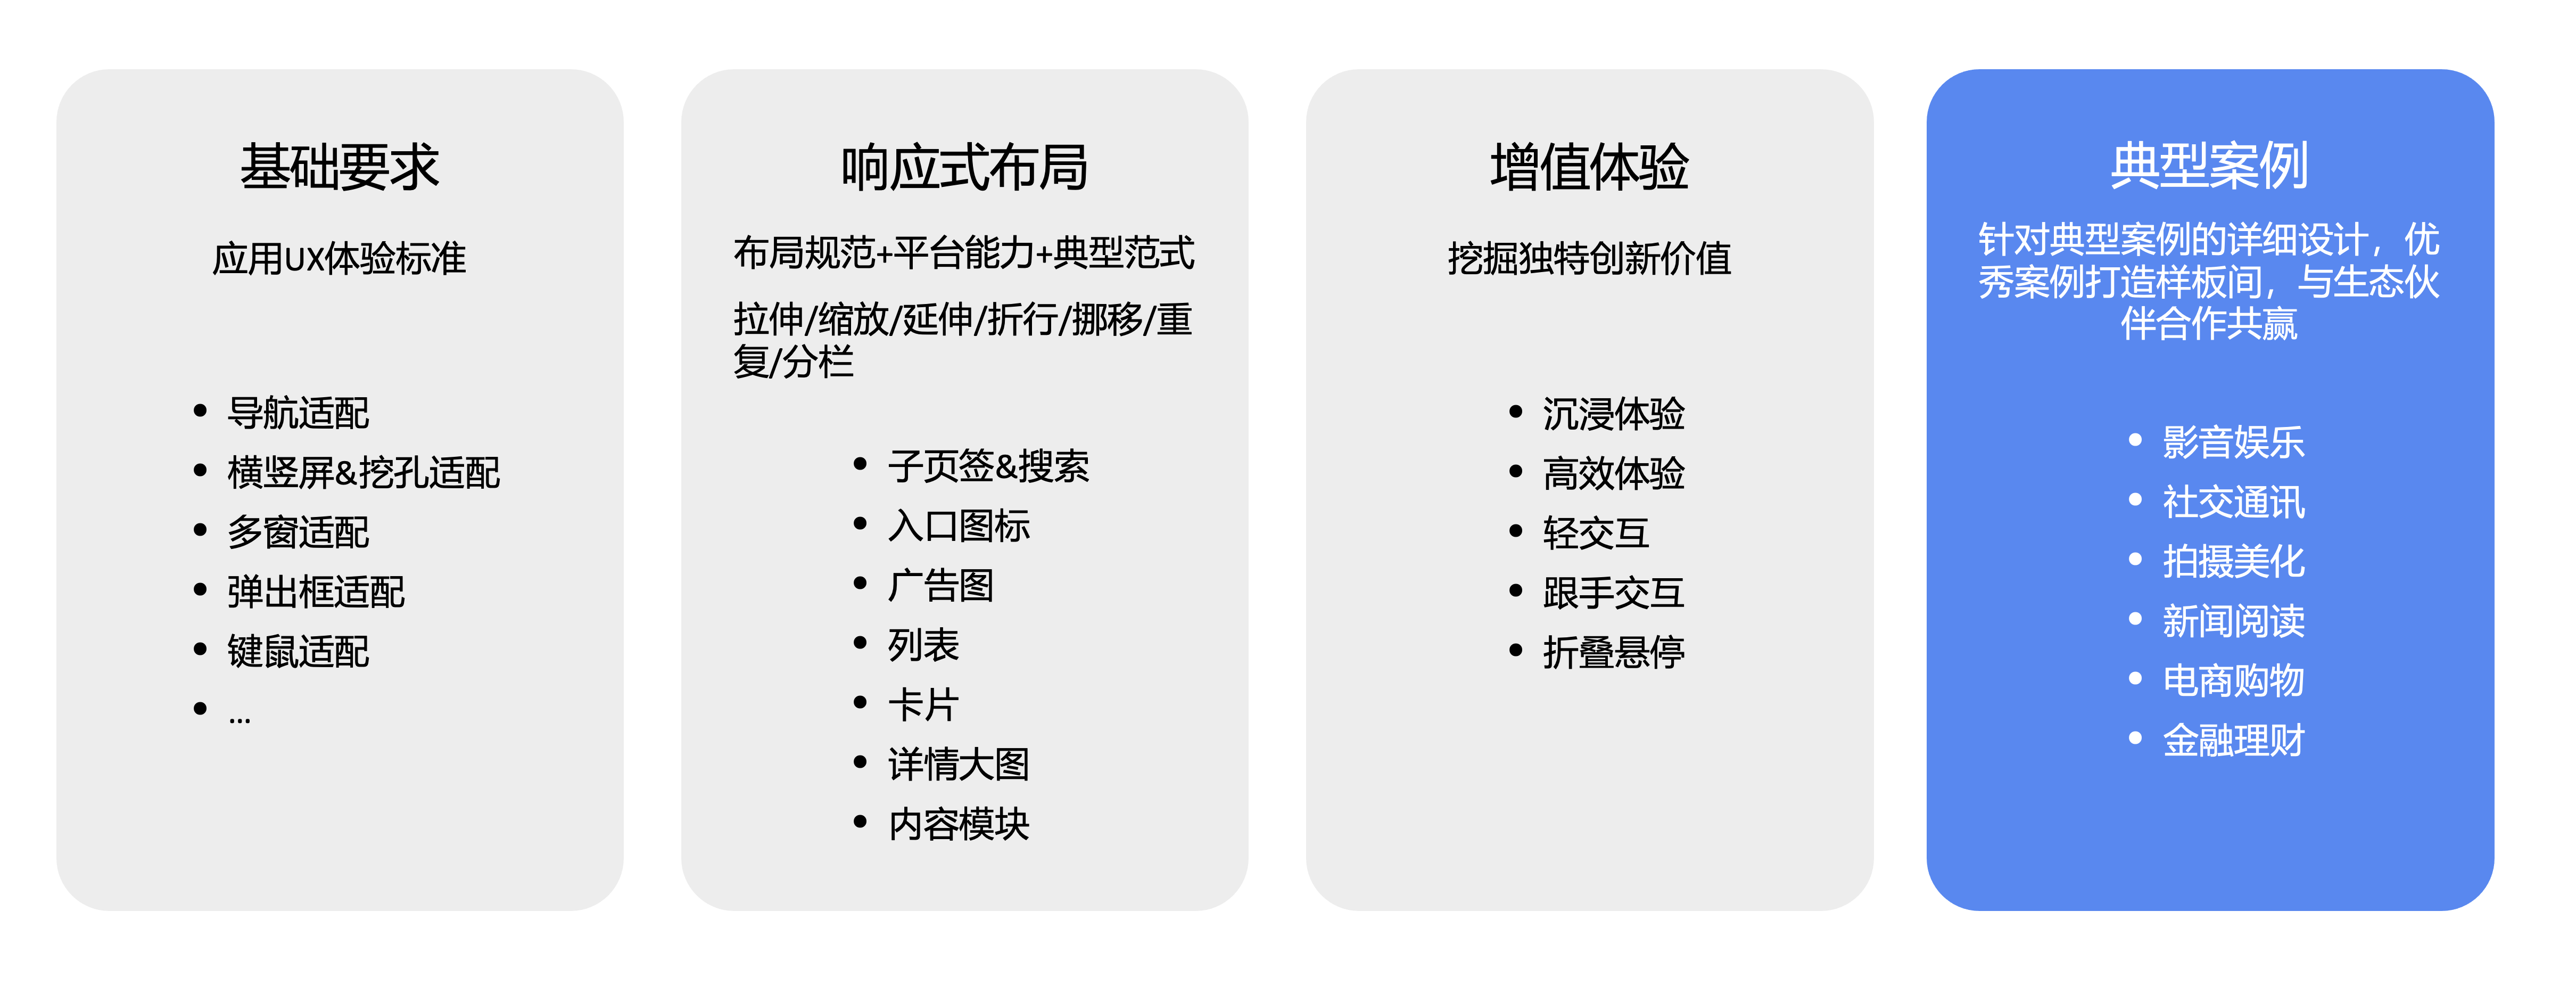 基础要求
应用UX体验标准
• 导航适配
• 横竖屏&挖孔适配
• 多窗适配
• 弹出框适配
• 键鼠适配
• ...
响应式布局
布局规范+平台能力+典型范式
拉伸/缩放/延伸/折行/挪移/重
复/分栏
• 子页签&搜索
• 入口图标
• 广告图
• 列表
• 卡片
• 详情大图
• 内容模块
增值体验
挖掘独特创新价值
• 沉浸体验
• 高效体验
• 轻交互
• 跟手交互
• 折叠悬停
典型案例
针对典型案例的详细设计，优
秀案例打造样板间，与生态伙
伴合作共赢
• 影音娱乐
• 社交通讯
• 拍摄美化
• 新闻阅读
• 电商购物
• 金融理财